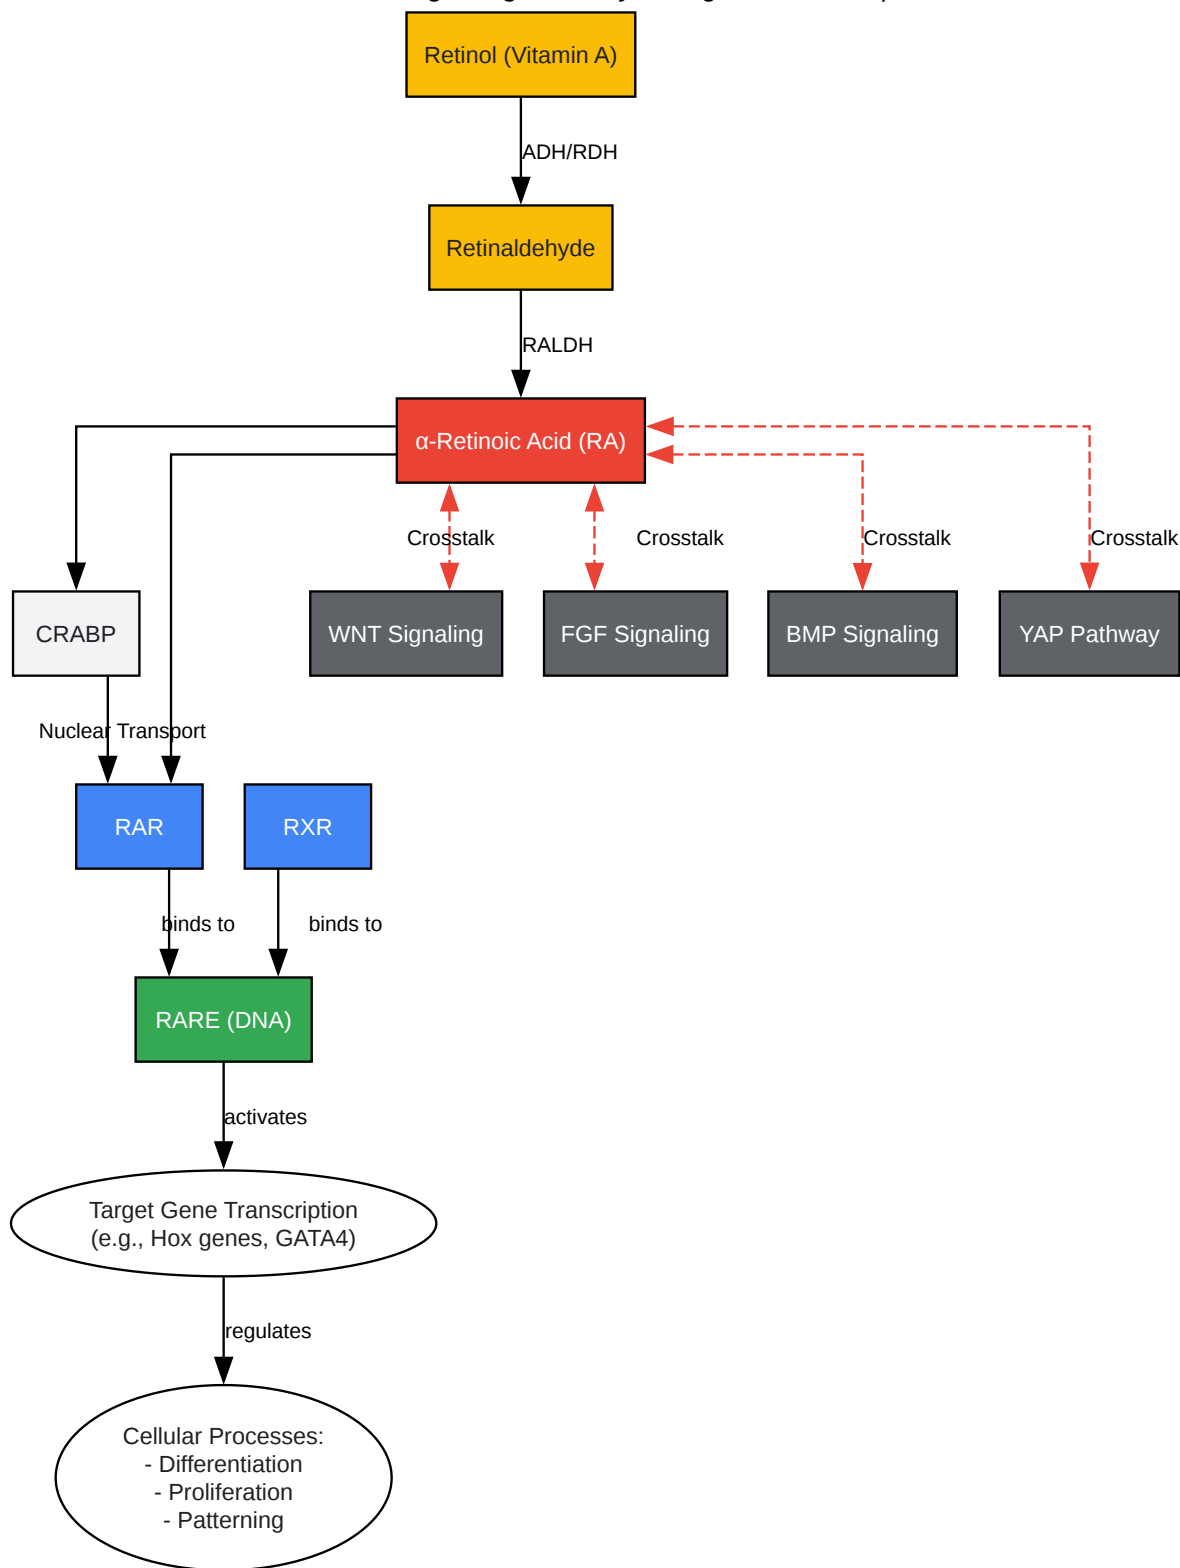 Retinol (Vitamin A)
ADH/RDH
Retinaldehyde
RALDH
α-Retinoic Acid (RA)
Crosstalk
Crosstalk
Crosstalk
Crosstalk
CRABP
WNT Signaling
FGF Signaling
BMP Signaling
YAP Pathway
Nuclear Transport
RAR
RXR
binds to
binds to
RARE (DNA)
activates
Target Gene Transcription
(e.g., Hox genes, GATA4)
regulates
Cellular Processes:
- Differentiation
- Proliferation
- Patterning